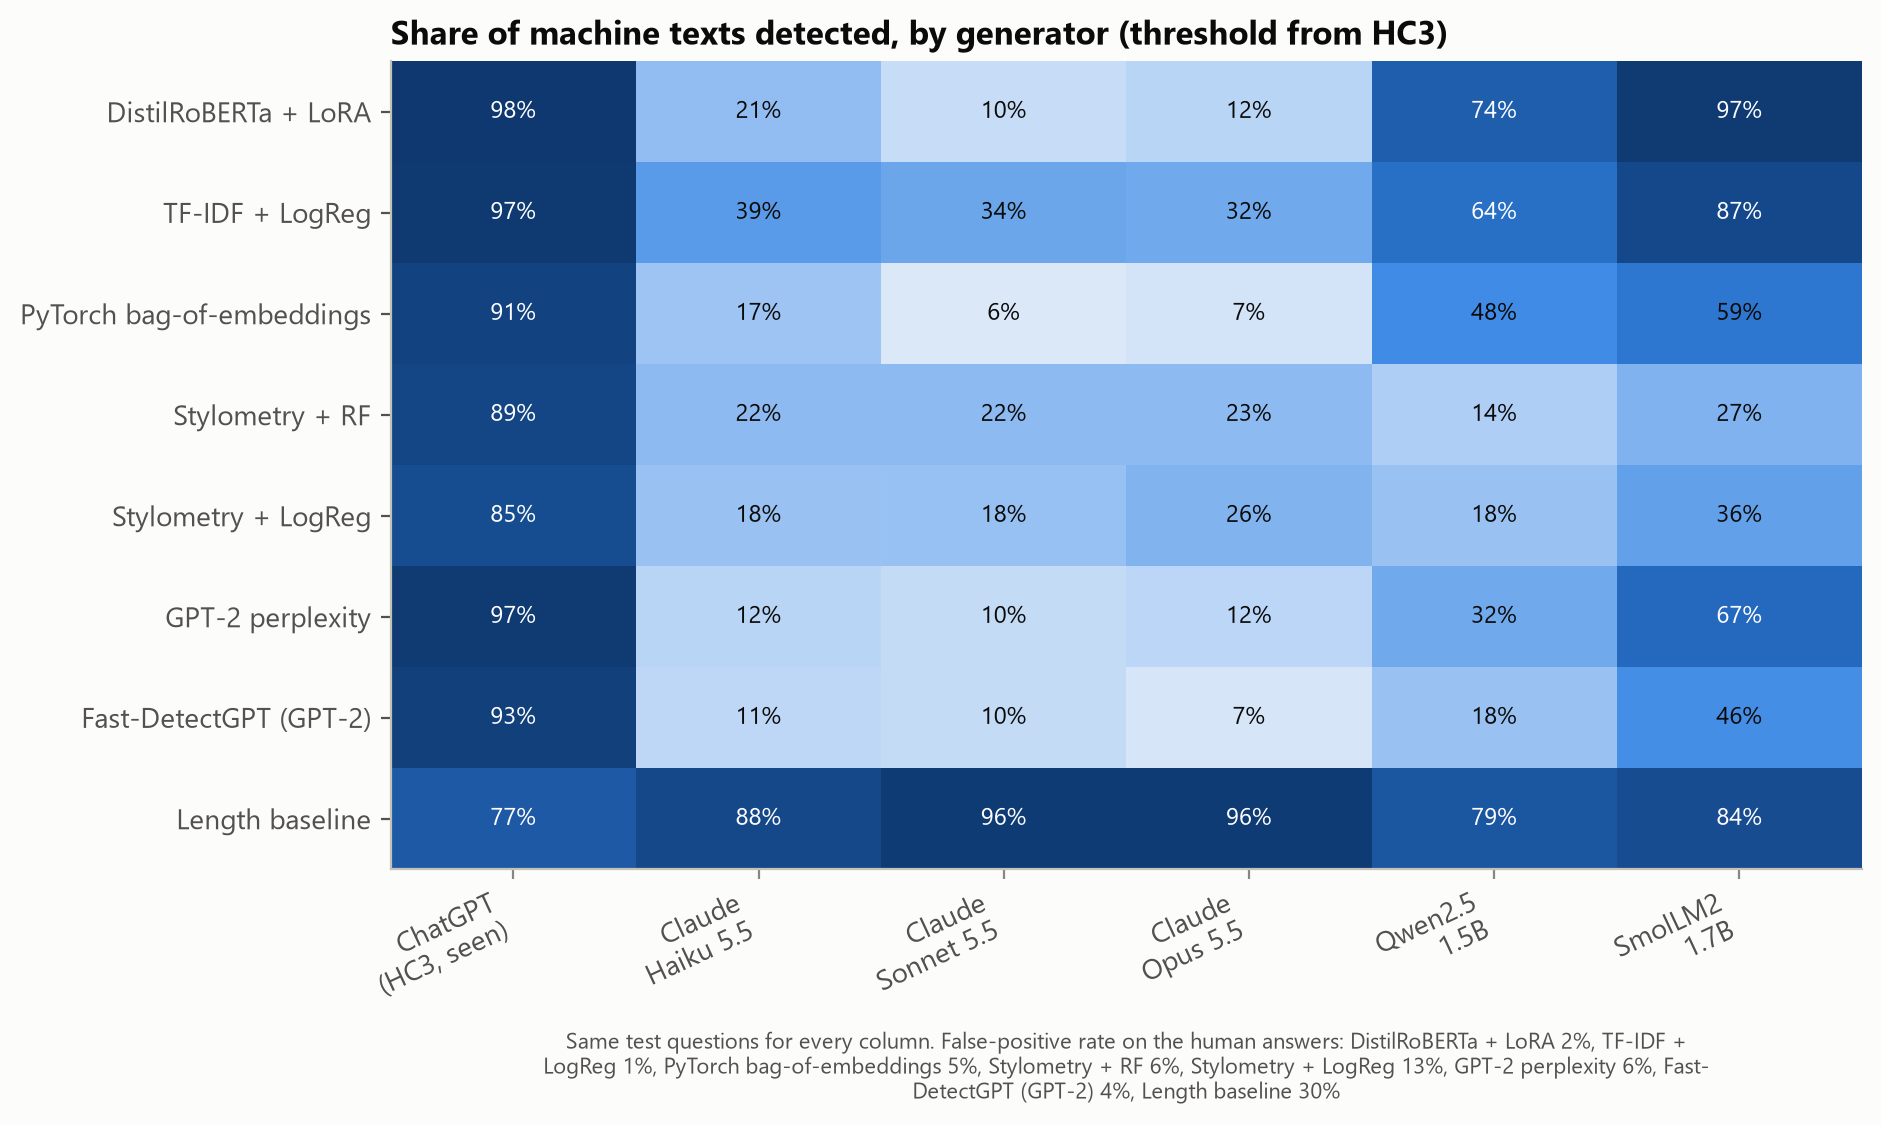 Share of machine texts detected, by generator (threshold from HC3)
DistilRoBERTa + LoRA 98% 21% 10% 12% 74% 97%
TF-IDF + LogReg 97% 39% 34% 32% 64% 87%
PyTorch bag-of-embeddings 91% 17% 6% 7% 48% 59%
Stylometry + RF 89% 22% 22% 23% 14% 27%
Stylometry + LogReg 85% 18% 18% 26% 18% 36%
GPT-2 perplexity 97% 12% 10% 12% 32% 67%
Fast-DetectGPT (GPT-2) 93% 11% 10% 7% 18% 46%
Length baseline 77% 88% 96% 96% 79% 84%
ChatGPT
(HC3, seen)
Claude
Haiku 5.5
Claude
Sonnet 5.5
Claude
Opus 5.5
Qwen2.5
1.5B
SmolLM2
1.7B
Same test questions for every column. False-positive rate on the human answers: DistilRoBERTa + LoRA 2%, TF-IDF +
LogReg 1%, PyTorch bag-of-embeddings 5%, Stylometry + RF 6%, Stylometry + LogReg 13%, GPT-2 perplexity 6%, Fast-
DetectGPT (GPT-2) 4%, Length baseline 30%